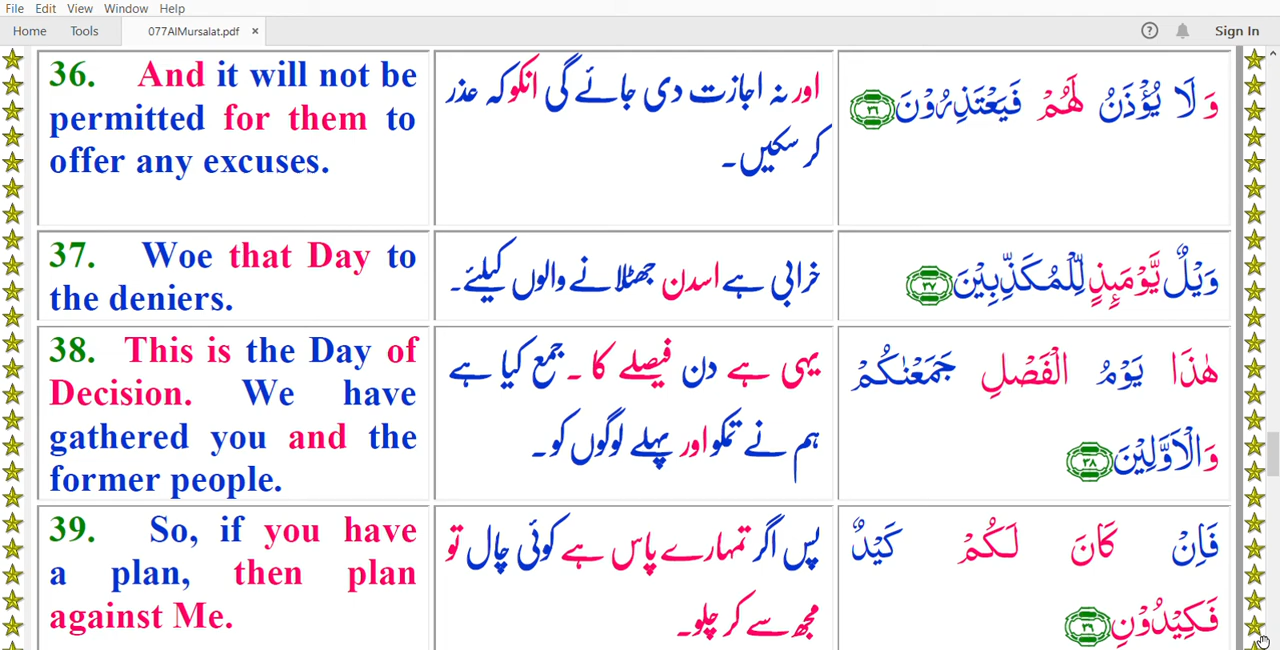 File Edit View Window Help
Home Tools 077AlMursalat.pdf × ? Sign In
36. And it will not be
permitted for them to
offer any excuses.
اور نہ اجازت دی جائے گی انکو کہ عذر
کر سکیں۔
وَ لَا يُؤْذَنُ لَهُمْ فَيَعْتَذِرُوْنَ ٣٦
37. Woe that Day to
the deniers.
خرابی ہے اسدن جھٹلانے والوں کیلئے۔
وَيْلٌ يَّوْمَىِٕذٍ لِّلْمُكَذِّبِيْنَ ٣٧
38. This is the Day of
Decision. We have
gathered you and the
former people.
یہی ہے دن فیصلے کا ۔ جمع کیا ہے
ہم نے تمکو اور پہلے لوگوں کو۔
هٰذَا يَوْمُ الْفَصْلِ جَمَعْنٰكُمْ
وَ الْاَوَّلِيْنَ ٣٨
39. So, if you have
a plan, then plan
against Me.
پس اگر تمہارے پاس ہے کوئی چال تو
مجھ سے کر چلو۔
فَاِنْ كَانَ لَكُمْ كَيْدٌ
فَكِيْدُوْنِ ٣٩